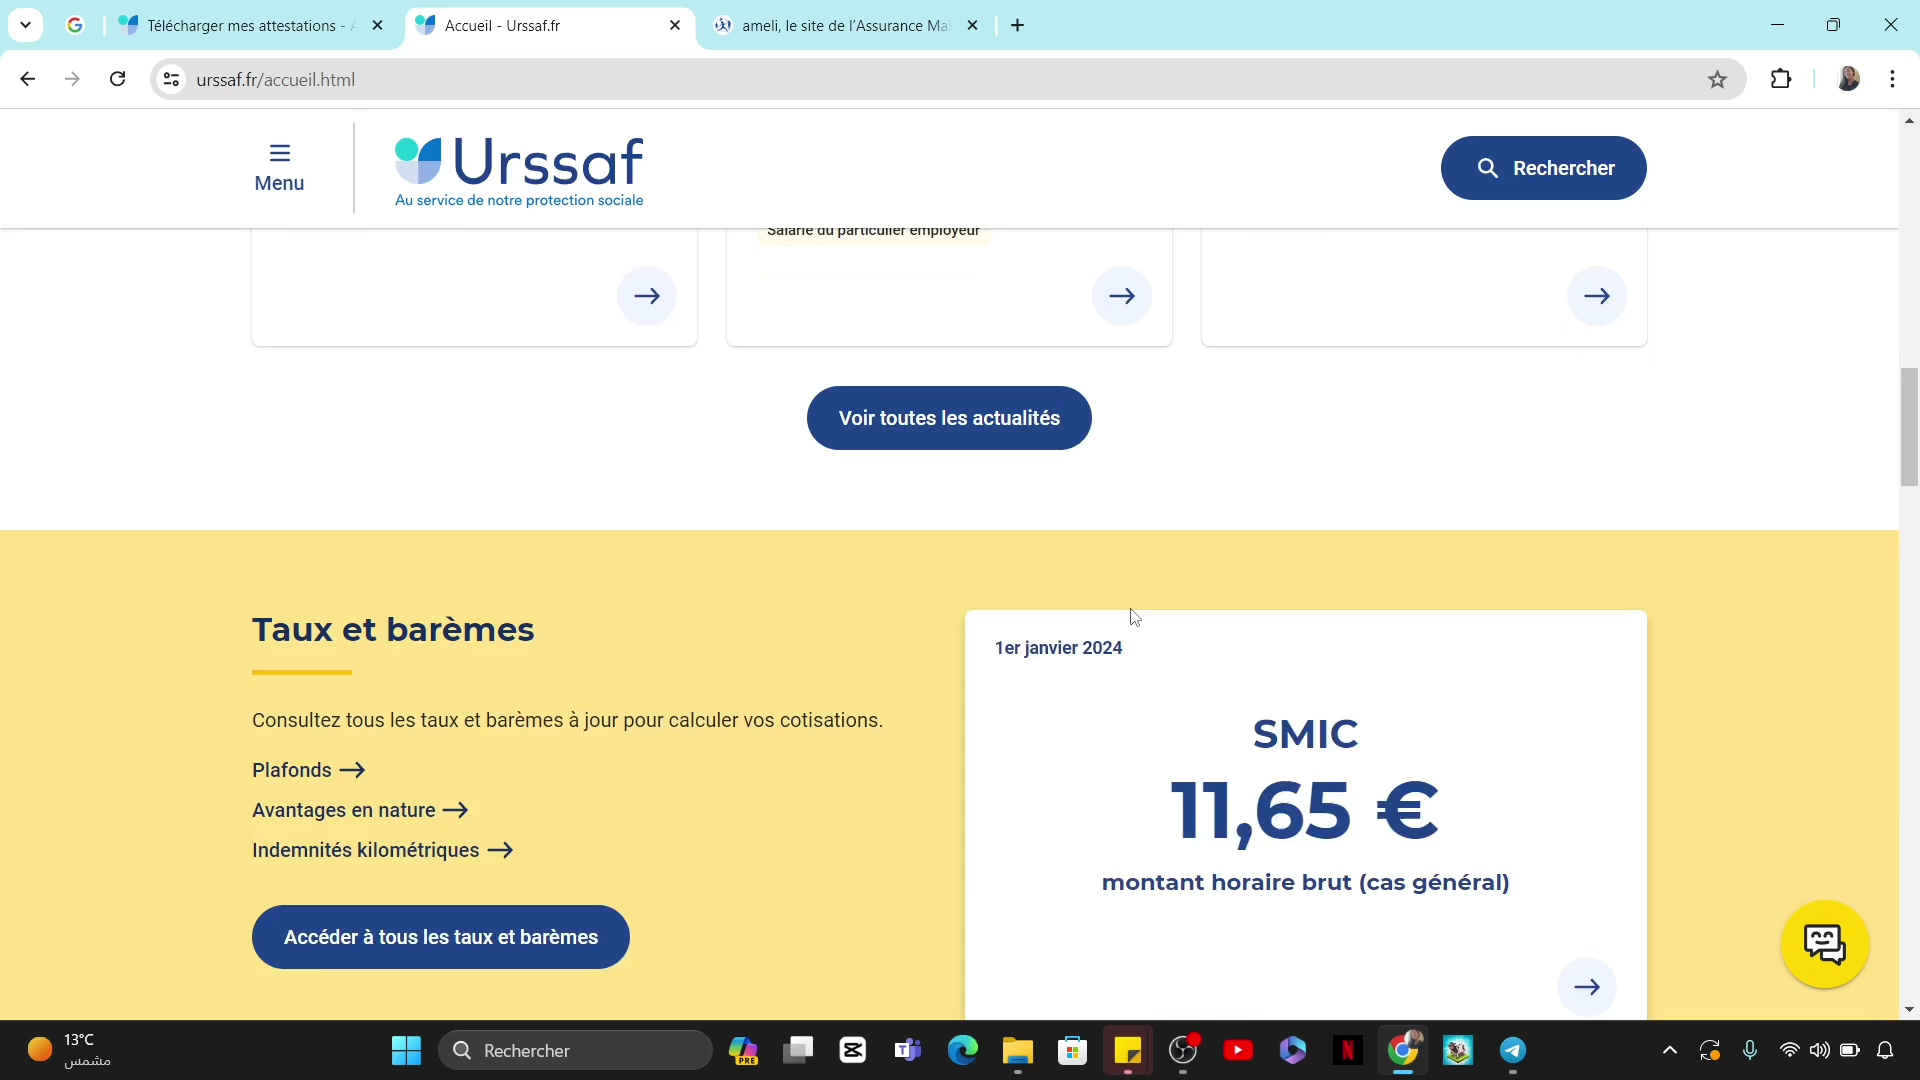 Télécharger mes attestations -
Accueil - Urssaf.fr
ameli, le site de l'Assurance Ma
urssaf.fr/accueil.html
Menu
Urssaf
Au service de notre protection sociale
Rechercher
Salarié du particulier employeur
Voir toutes les actualités
Taux et barèmes
Consultez tous les taux et barèmes à jour pour calculer vos cotisations.
Plafonds
Avantages en nature
Indemnités kilométriques
Accéder à tous les taux et barèmes
1er janvier 2024
SMIC
11,65 €
montant horaire brut (cas général)
13°C
مشمس
Rechercher
PRE